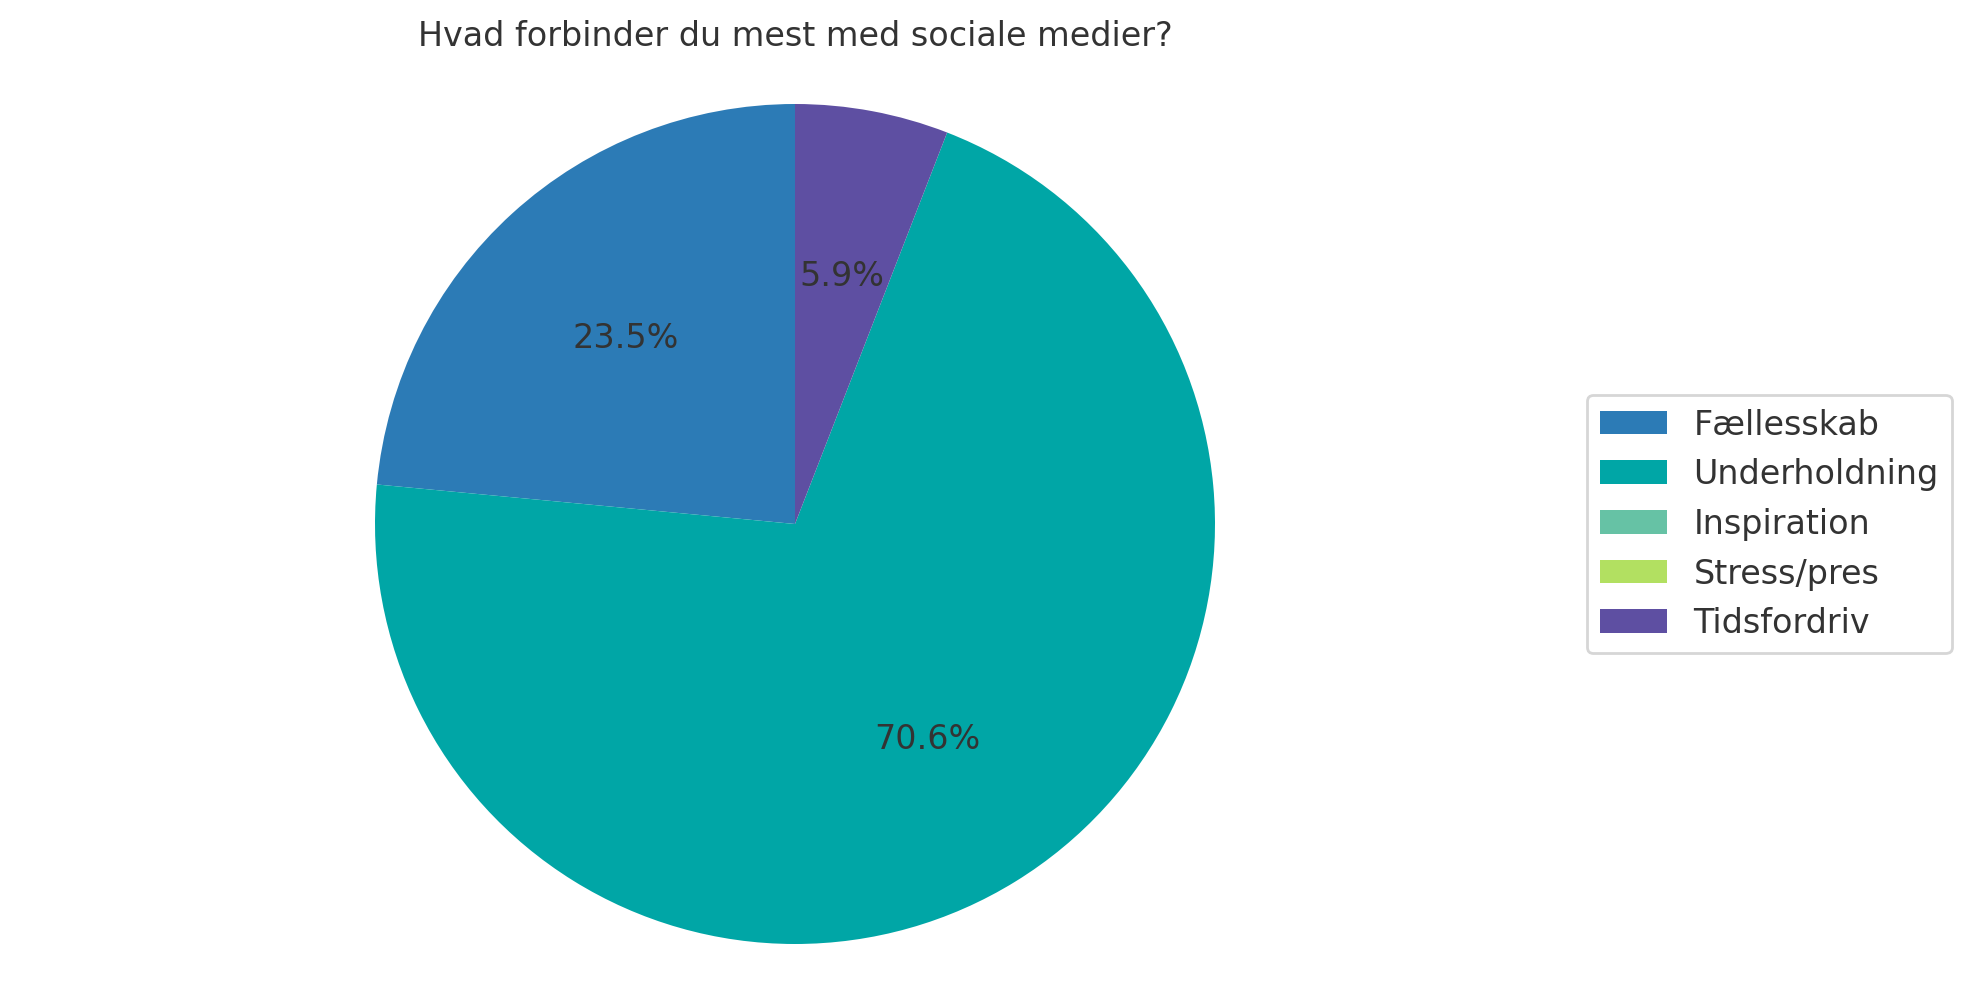 Hvad forbinder du mest med sociale medier?
5.9%
23.5%
70.6%
Fællesskab
Underholdning
Inspiration
Stress/pres
Tidsfordriv